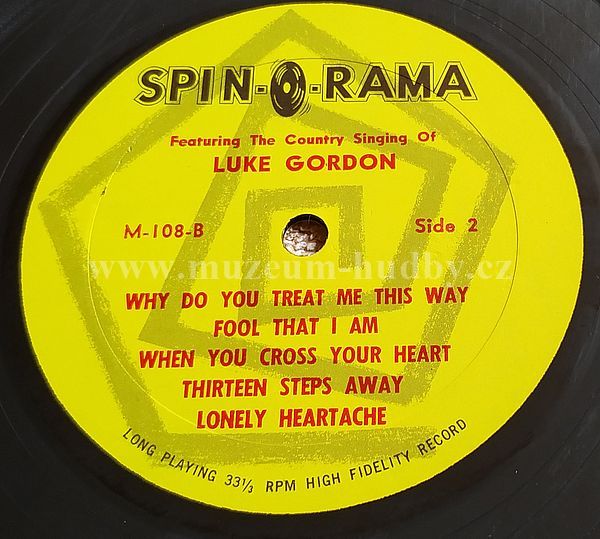 SPIN-O-RAMA
Featuring The Country Singing Of
LUKE GORDON
M-108-B
Side 2
www.muzeum-hudby.cz
WHY DO YOU TREAT ME THIS WAY
FOOL THAT I AM
WHEN YOU CROSS YOUR HEART
THIRTEEN STEPS AWAY
LONELY HEARTACHE
LONG PLAYING 33⅓ RPM HIGH FIDELITY RECORD